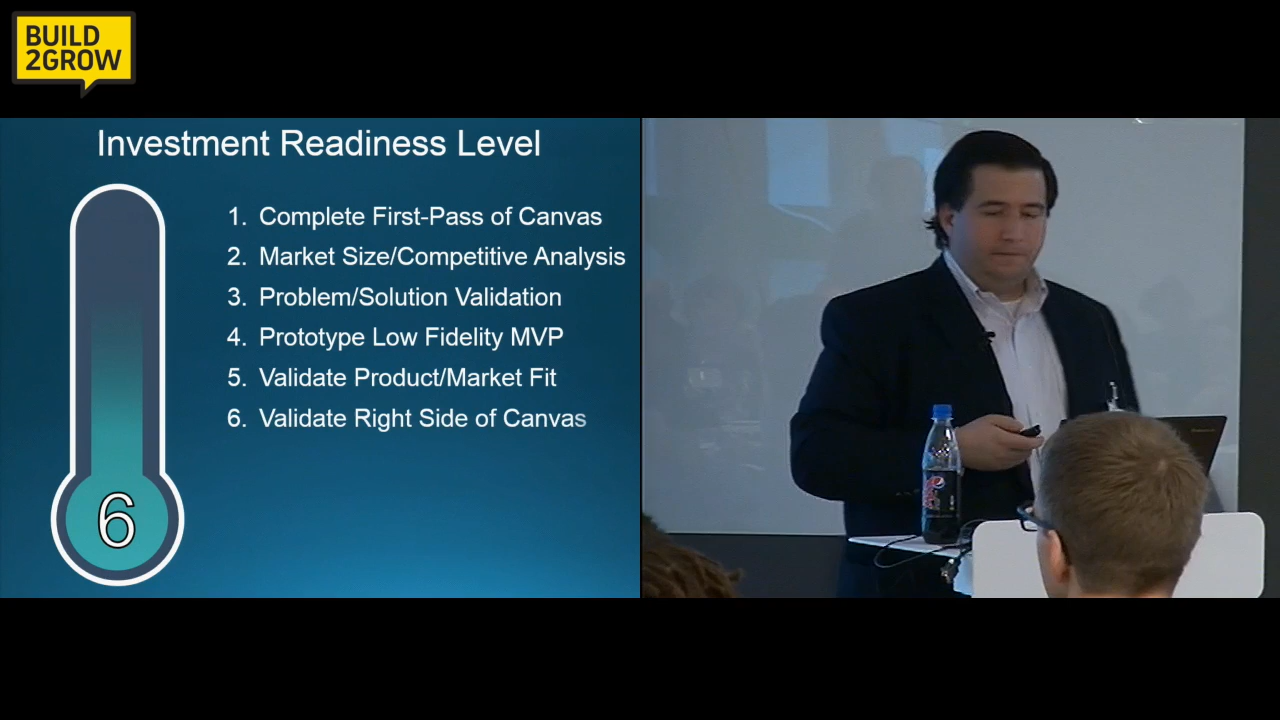 BUILD
2GROW
Investment Readiness Level
1. Complete First-Pass of Canvas
2. Market Size/Competitive Analysis
3. Problem/Solution Validation
4. Prototype Low Fidelity MVP
5. Validate Product/Market Fit
6. Validate Right Side of Canvas
6